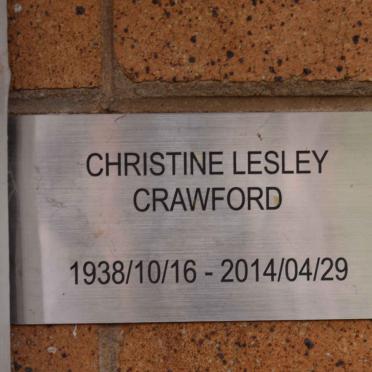 CHRISTINE LESLEY
CRAWFORD
1938/10/16 - 2014/04/29